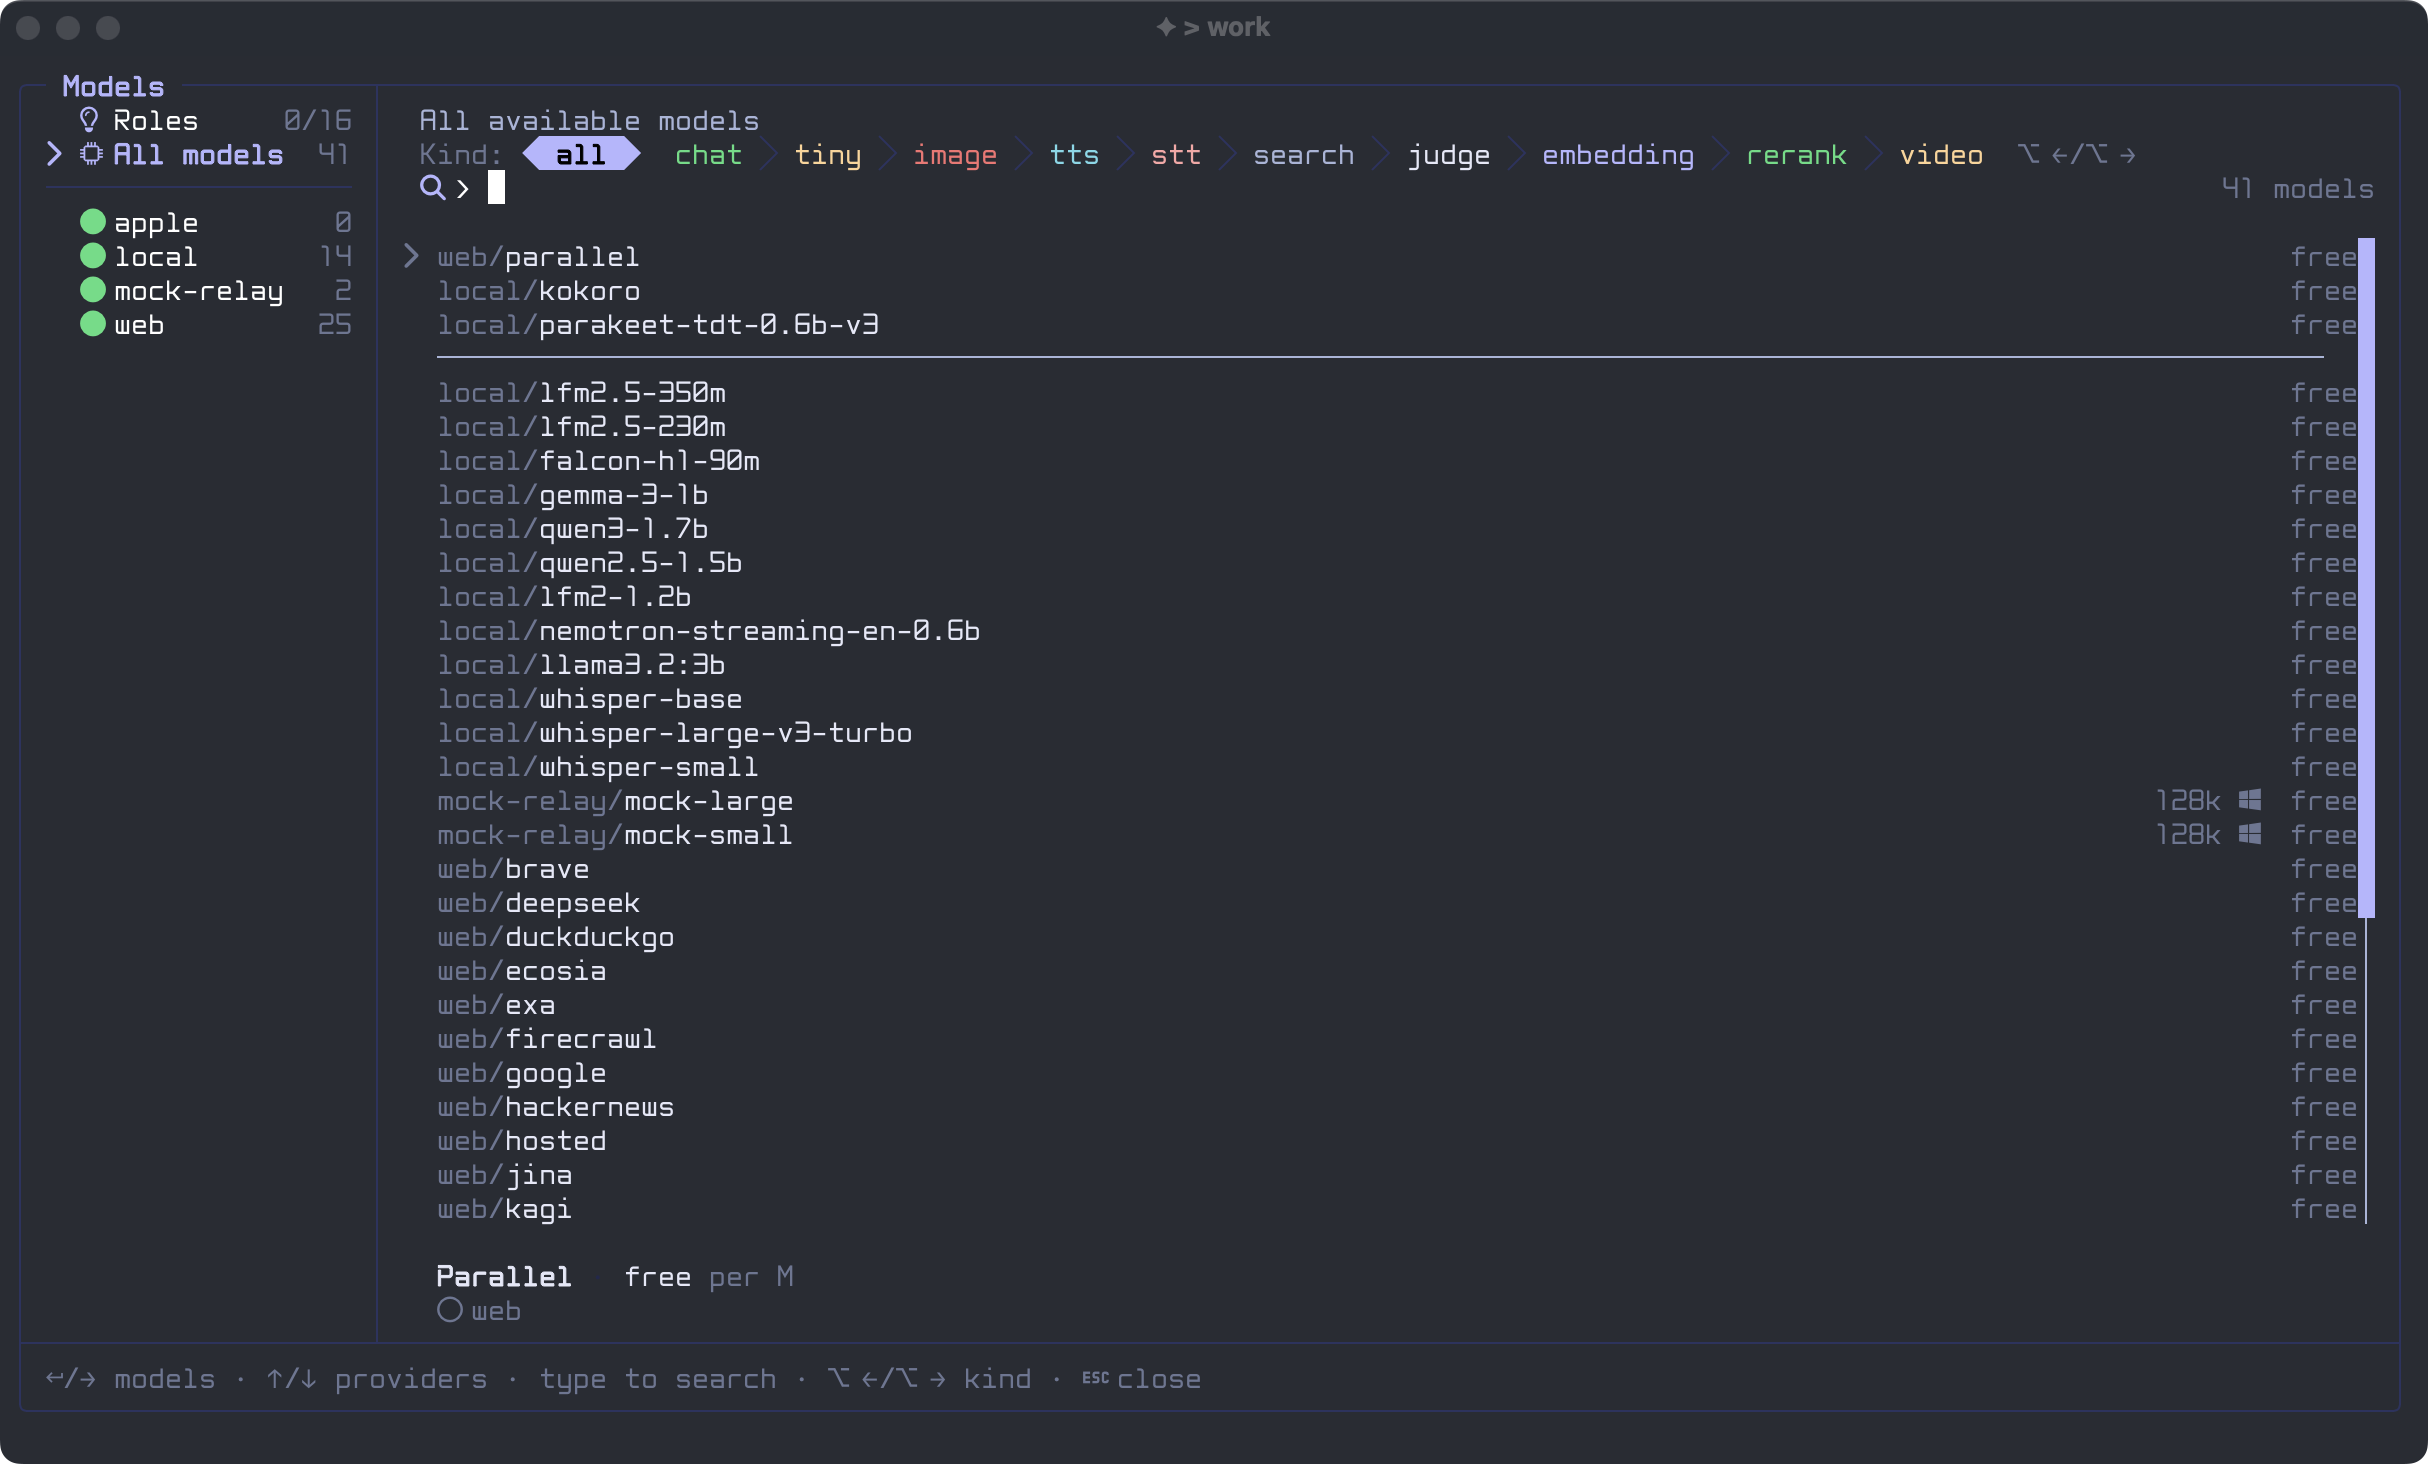 ✦ > work
Models
Roles 0/16
All models 41
apple 0
local 14
mock-relay 2
web 25
All available models
Kind: all chat tiny image tts stt search judge embedding rerank video ⌥ ←/⌥ →
> 41 models
> web/parallel free
local/kokoro free
local/parakeet-tdt-0.6b-v3 free
local/lfm2.5-350m free
local/lfm2.5-230m free
local/falcon-h1-90m free
local/gemma-3-1b free
local/qwen3-1.7b free
local/qwen2.5-1.5b free
local/lfm2-1.2b free
local/nemotron-streaming-en-0.6b free
local/llama3.2:3b free
local/whisper-base free
local/whisper-large-v3-turbo free
local/whisper-small free
mock-relay/mock-large 128k free
mock-relay/mock-small 128k free
web/brave free
web/deepseek free
web/duckduckgo free
web/ecosia free
web/exa free
web/firecrawl free
web/google free
web/hackernews free
web/hosted free
web/jina free
web/kagi free
Parallel free per M
web
↩/→ models · ↑/↓ providers · type to search · ⌥ ←/⌥ → kind · ESC close